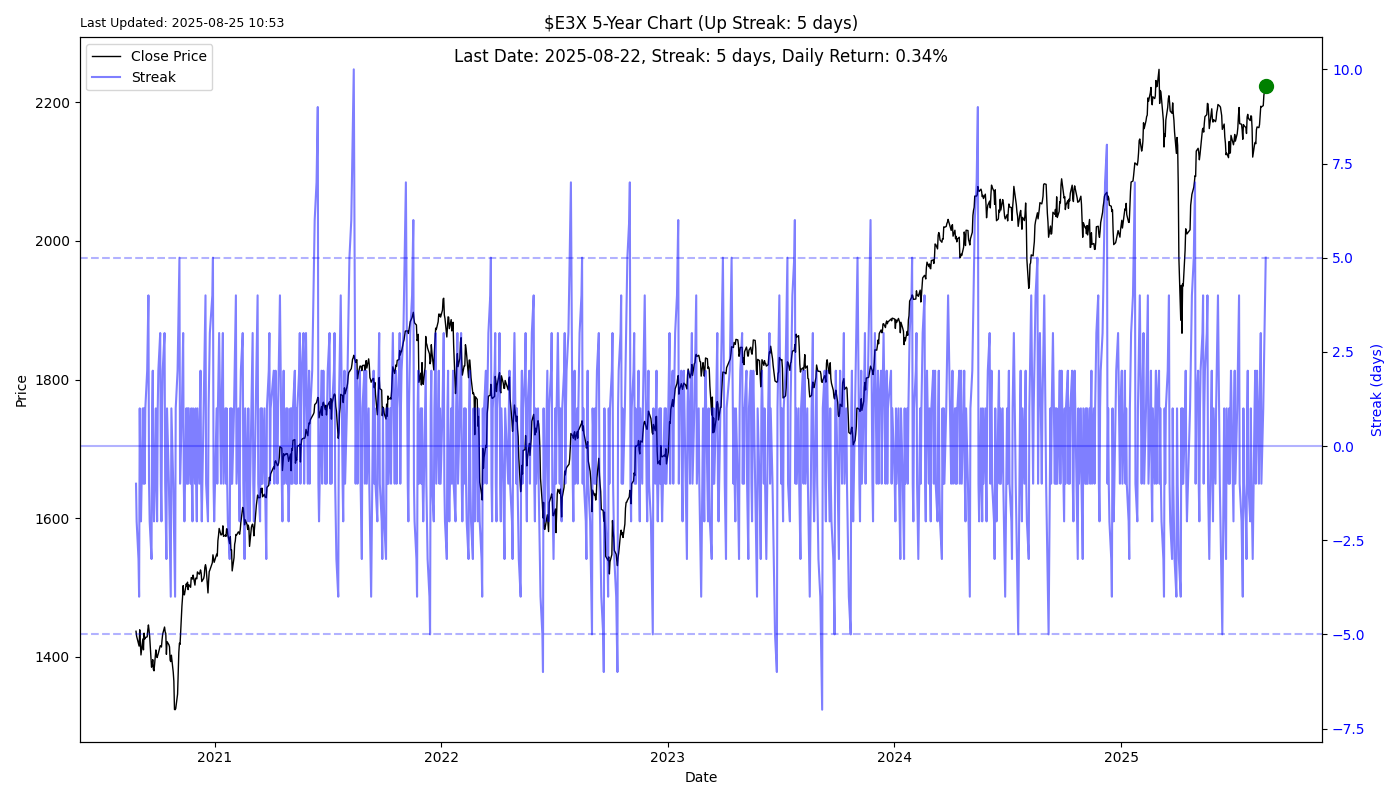 Last Updated: 2025-08-25 10:53
$E3X 5-Year Chart (Up Streak: 5 days)
Last Date: 2025-08-22, Streak: 5 days, Daily Return: 0.34%
Close Price
Streak
Price
2200
2000
1800
1600
1400
10.0
7.5
5.0
2.5
0.0
−2.5
−5.0
−7.5
Streak (days)
2021
2022
2023
2024
2025
Date